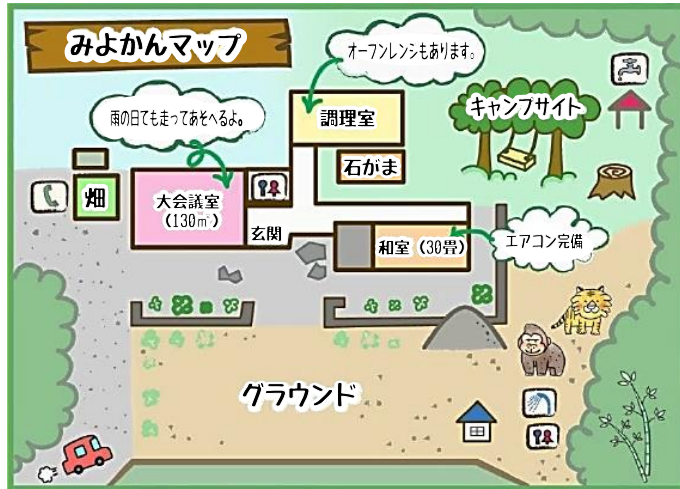 みよかんマップ
オーブンレンジもあります。
雨の日でも走ってあそべるよ。
調理室
キャンプサイト
石がま
畑
大会議室
(130㎡)
玄関
和室（30畳）
エアコン完備
グラウンド